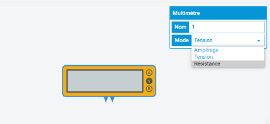 Multimètre
Nom 1
Mode Tension
Ampérage
Tension
Résistance